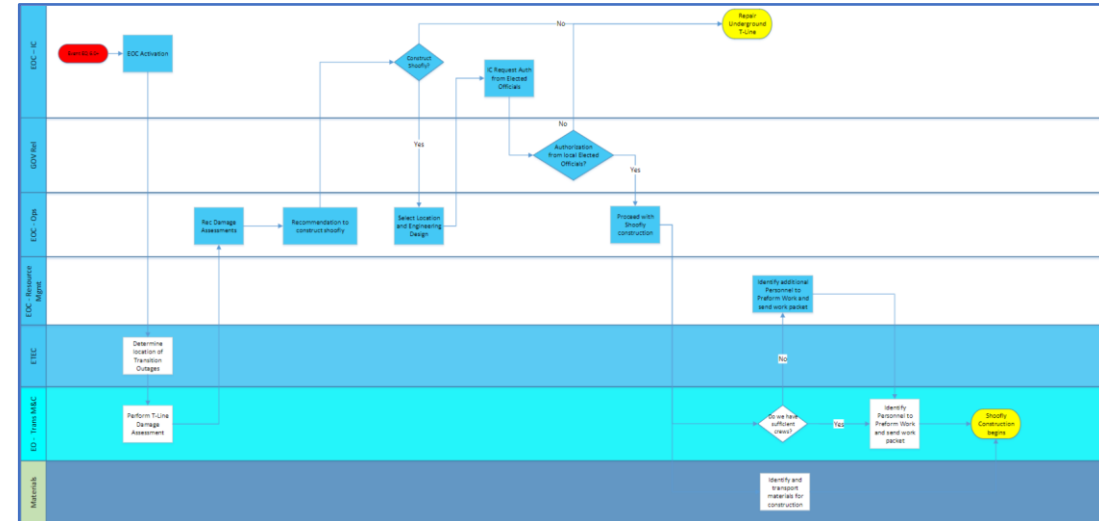 EOC – IC
EOC Activation
Construct
Shoofly?
No
Repair
Underground
T-Line
IC Request Auth
from Elected
Officials
GOV Rel
Yes
No
Authorization
from local Elected
Officials?
Yes
EOC - Ops
Rec Damage
Assessments
Recommendation to
construct shoofly
Select Location
and Engineering
Design
Proceed with
Shoofly
construction
EOC - Resource
Mgmt
Identify additional
Personnel to
Preform Work and
send work packet
ETEC
Determine
location of
Transition
Outages
No
EO - Trans M&C
Perform T-Line
Damage
Assessment
Do we have
sufficient
crews?
Yes
Identify
Personnel to
Preform Work
and send work
packet
Shoofly
Construction
begins
Materials
Identify and
transport
materials for
construction